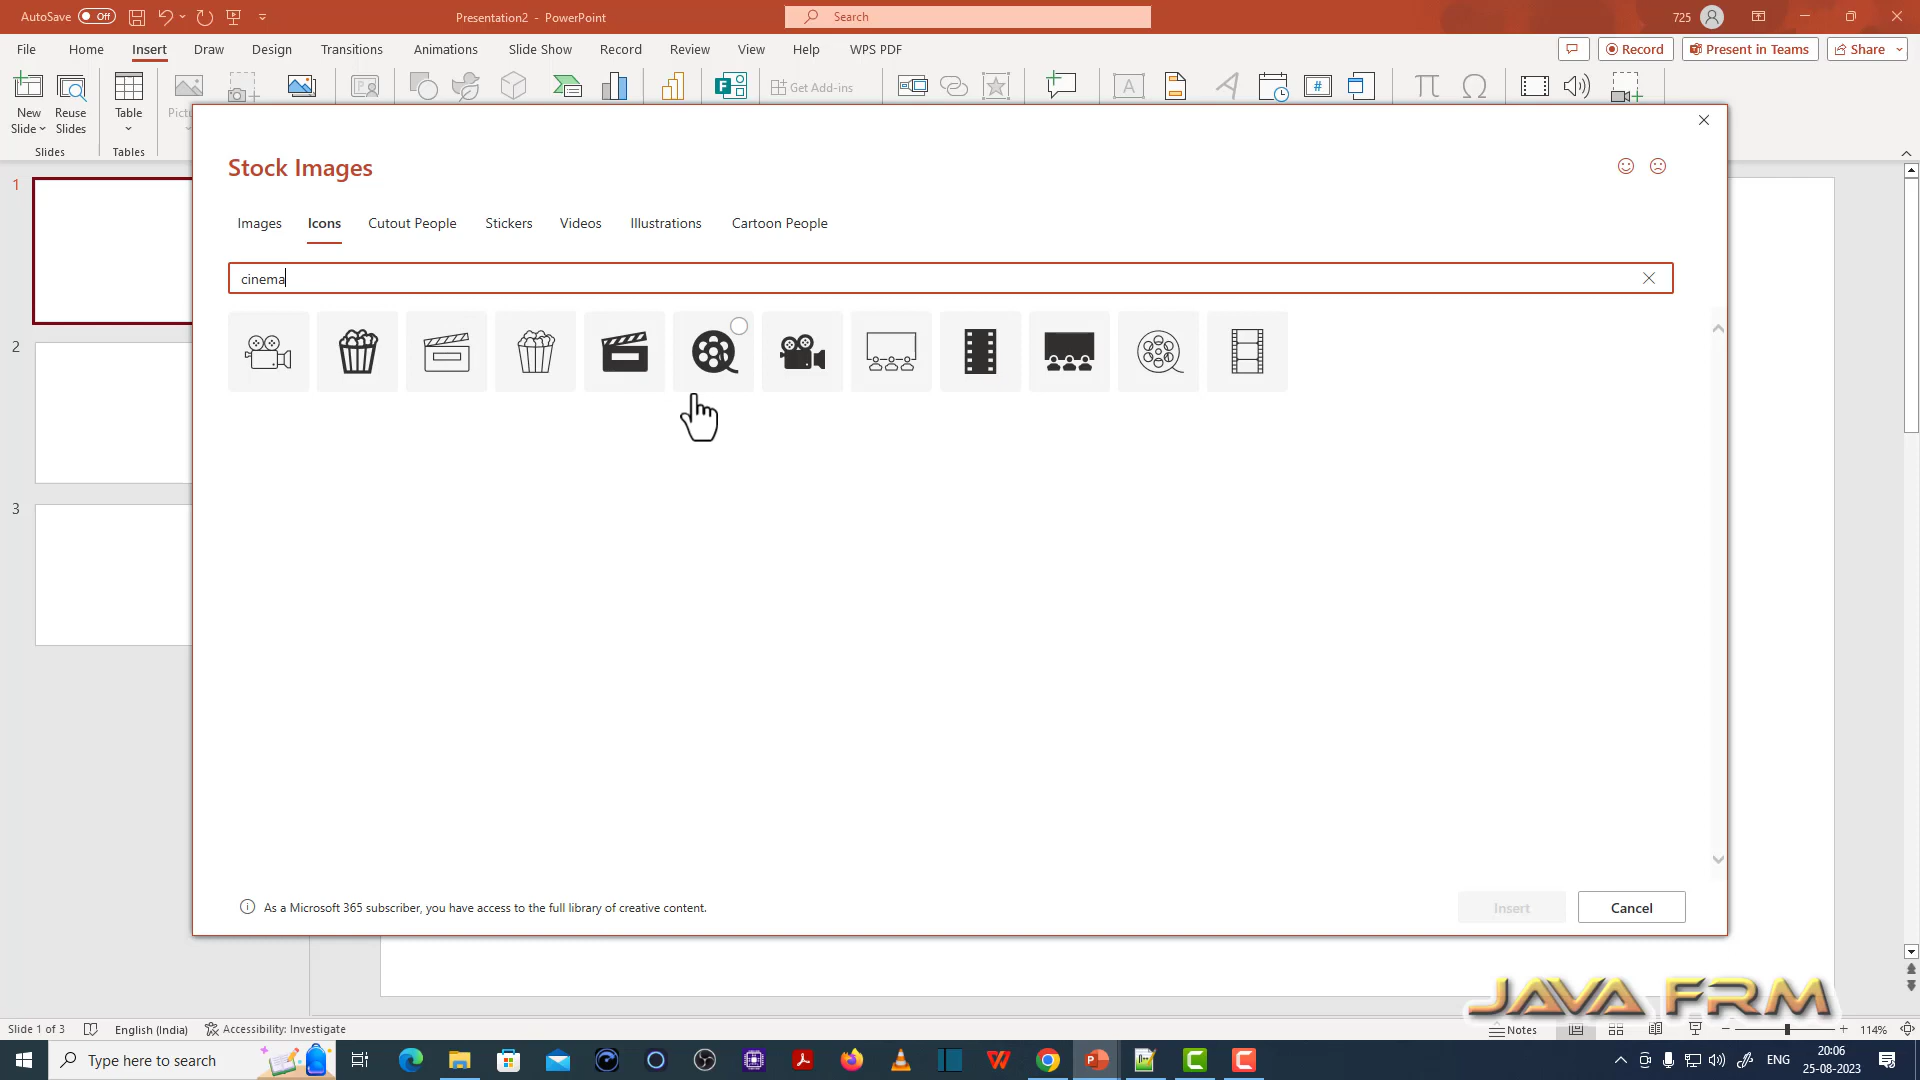 AutoSave Off Presentation2 - PowerPoint Search 725
File Home Insert Draw Design Transitions Animations Slide Show Record Review View Help WPS PDF Record Present in Teams Share
Get Add-ins
New Slide Reuse Slides Table
Slides Tables
Stock Images
Images Icons Cutout People Stickers Videos Illustrations Cartoon People
cinema
1
2
3
As a Microsoft 365 subscriber, you have access to the full library of creative content.
Insert Cancel
JAVA FRM
Slide 1 of 3 English (India) Accessibility: Investigate Notes 114%
Type here to search ENG 20:06
25-08-2023